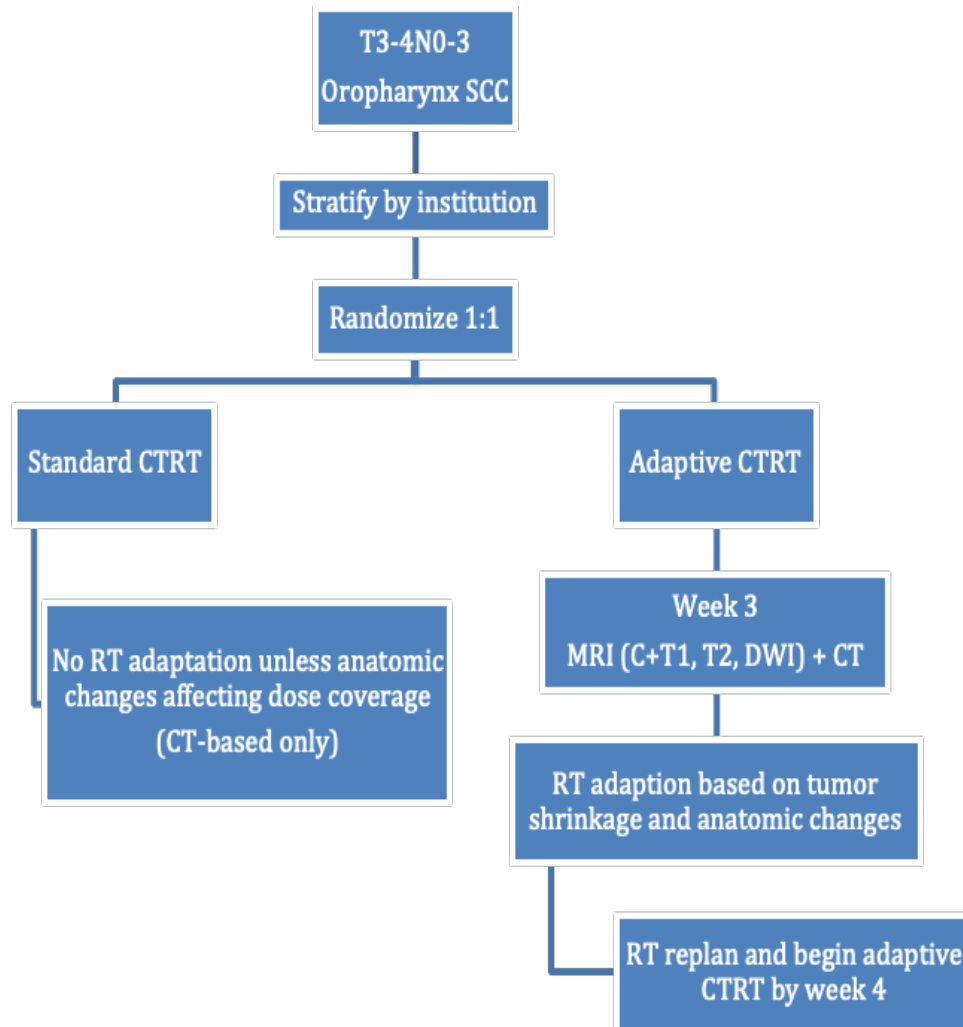 T3-4N0-3
Oropharynx SCC
Stratify by institution
Randomize 1:1
Standard CTRT
No RT adaptation unless anatomic
changes affecting dose coverage
(CT-based only)
Adaptive CTRT
Week 3
MRI (C+T1, T2, DWI) + CT
RT adaption based on tumor
shrinkage and anatomic changes
RT replan and begin adaptive
CTRT by week 4